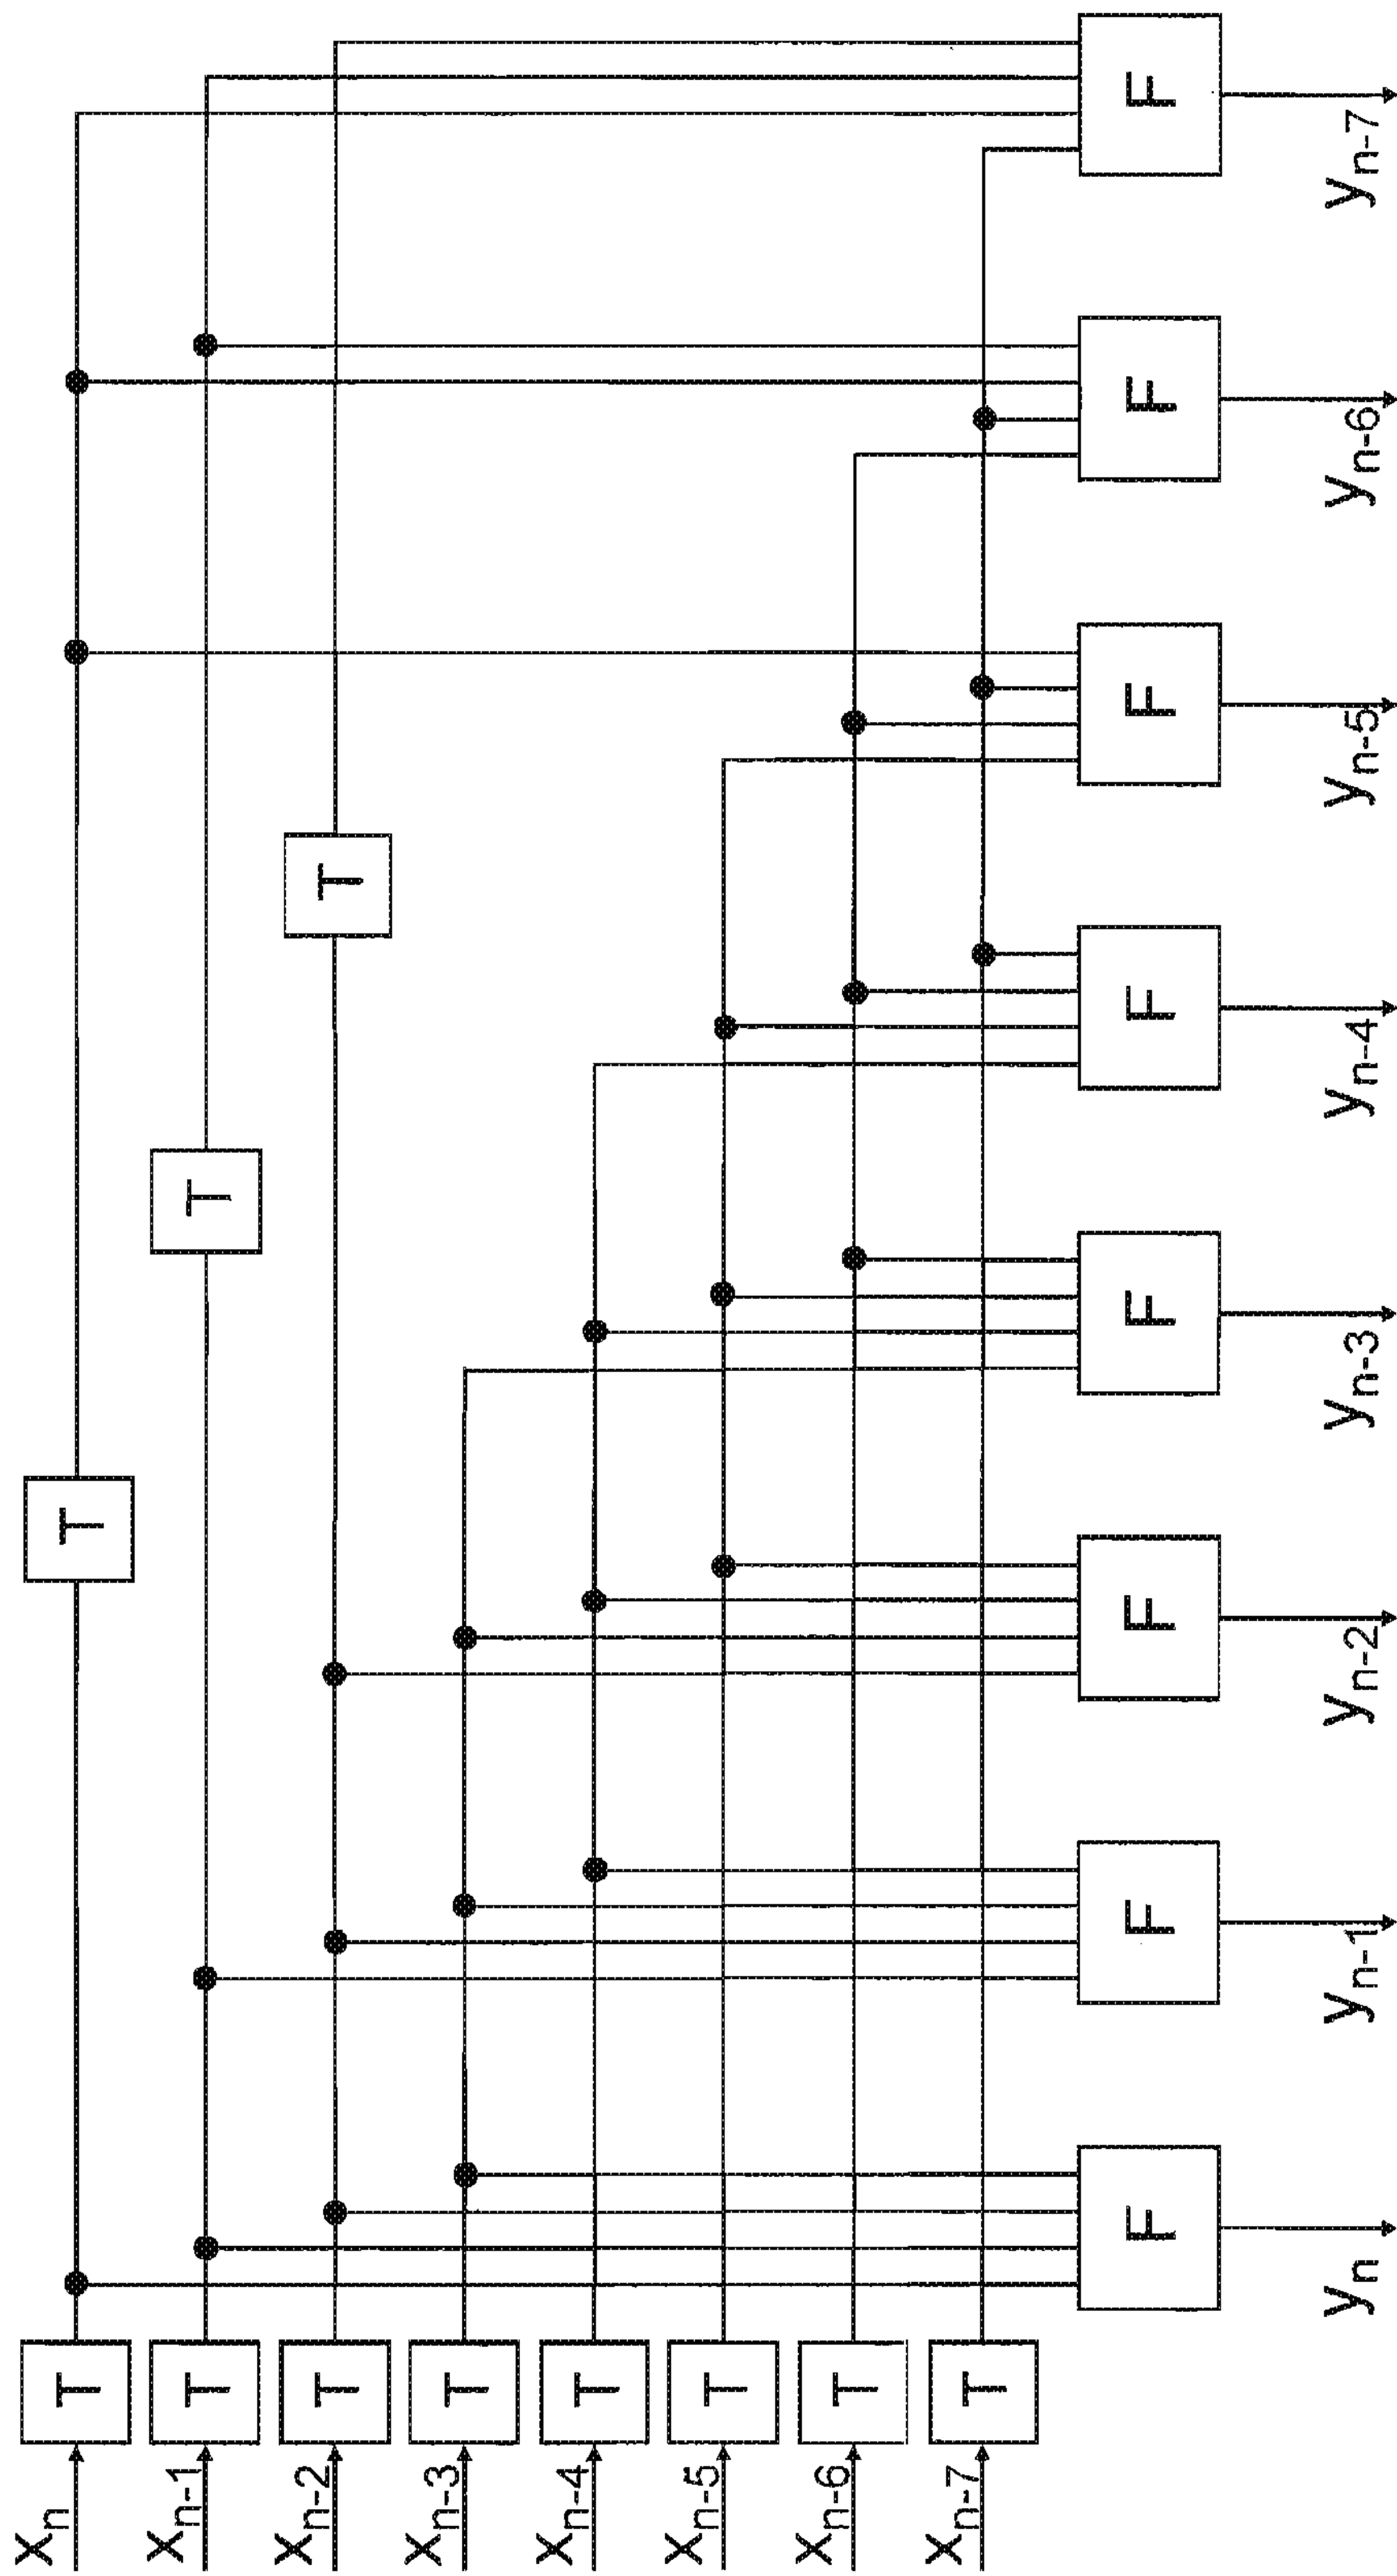 xn
xn-1
xn-2
xn-3
xn-4
xn-5
xn-6
xn-7
T
T
T
T
T
T
T
T
T
T
T
F
F
F
F
F
F
F
F
yn
yn-1
yn-2
yn-3
yn-4
yn-5
yn-6
yn-7